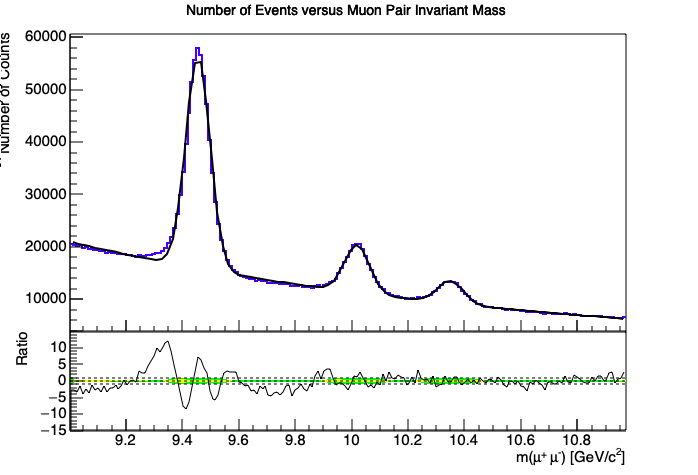 Number of Events versus Muon Pair Invariant Mass
Number of Counts
60000
50000
40000
30000
20000
10000
Ratio
10
5
0
−5
−10
−15
9.2 9.4 9.6 9.8 10 10.2 10.4 10.6 10.8
m(μ⁺ μ⁻) [GeV/c²]